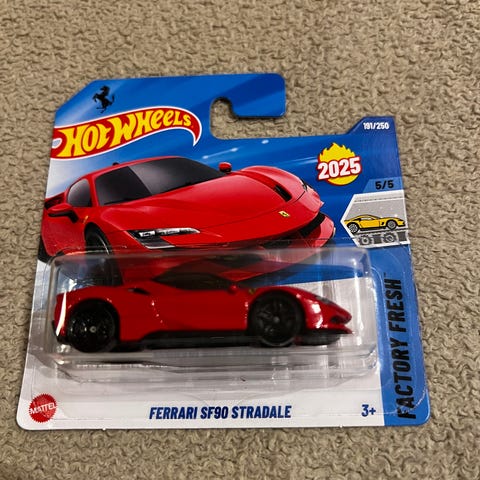 HOT WHEELS
191/250
2025
5/5
FACTORY FRESH
MATTEL
FERRARI SF90 STRADALE
3+